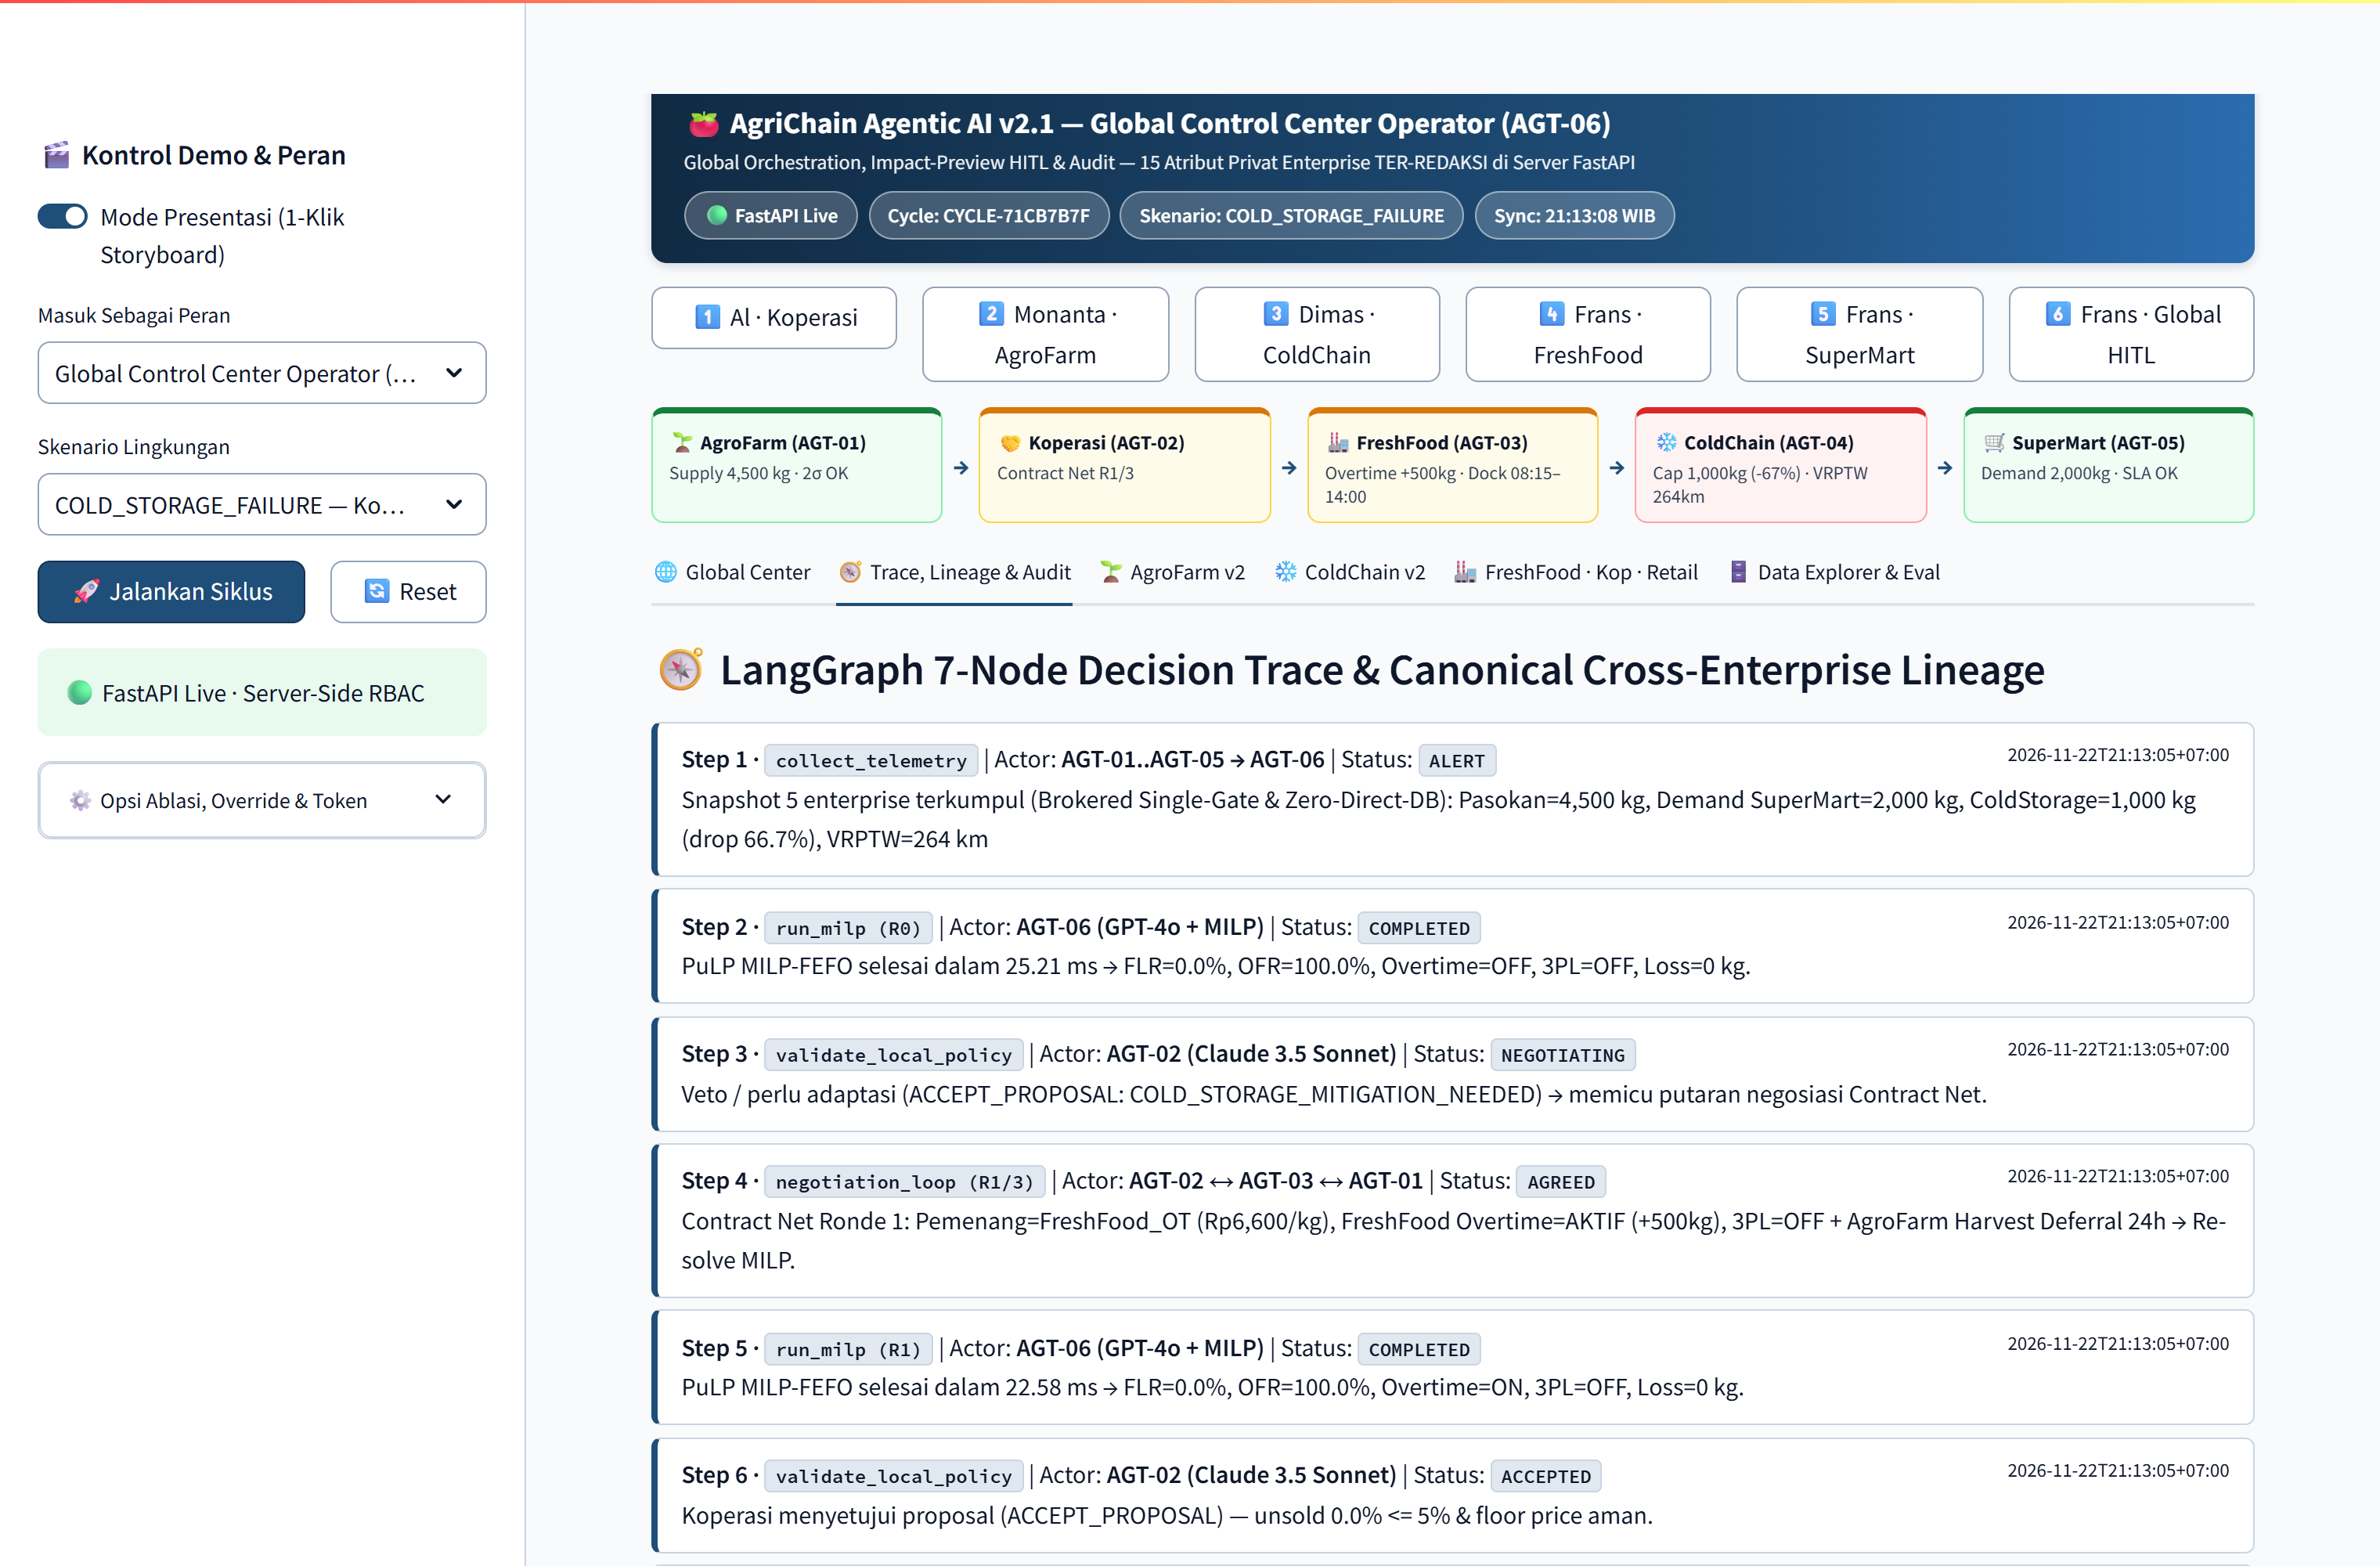 Kontrol Demo & Peran
Mode Presentasi (1-Klik
Storyboard)
Masuk Sebagai Peran
Global Control Center Operator (...
Skenario Lingkungan
COLD_STORAGE_FAILURE — Ko...
Jalankan Siklus
Reset
FastAPI Live · Server-Side RBAC
Opsi Ablasi, Override & Token
AgriChain Agentic AI v2.1 — Global Control Center Operator (AGT-06)
Global Orchestration, Impact-Preview HITL & Audit — 15 Atribut Privat Enterprise TER-REDAKSI di Server FastAPI
FastAPI Live
Cycle: CYCLE-71CB7B7F
Skenario: COLD_STORAGE_FAILURE
Sync: 21:13:08 WIB
1 Al · Koperasi
2 Monanta ·
AgroFarm
3 Dimas ·
ColdChain
4 Frans ·
FreshFood
5 Frans ·
SuperMart
6 Frans · Global
HITL
AgroFarm (AGT-01)
Supply 4,500 kg · 2σ OK
→
Koperasi (AGT-02)
Contract Net R1/3
→
FreshFood (AGT-03)
Overtime +500kg · Dock 08:15–
14:00
→
ColdChain (AGT-04)
Cap 1,000kg (-67%) · VRPTW
264km
→
SuperMart (AGT-05)
Demand 2,000kg · SLA OK
Global Center
Trace, Lineage & Audit
AgroFarm v2
ColdChain v2
FreshFood · Kop · Retail
Data Explorer & Eval
LangGraph 7-Node Decision Trace & Canonical Cross-Enterprise Lineage
Step 1 · collect_telemetry | Actor: AGT-01..AGT-05 → AGT-06 | Status: ALERT
2026-11-22T21:13:05+07:00
Snapshot 5 enterprise terkumpul (Brokered Single-Gate & Zero-Direct-DB): Pasokan=4,500 kg, Demand SuperMart=2,000 kg, ColdStorage=1,000 kg
(drop 66.7%), VRPTW=264 km
Step 2 · run_milp (R0) | Actor: AGT-06 (GPT-4o + MILP) | Status: COMPLETED
2026-11-22T21:13:05+07:00
PuLP MILP-FEFO selesai dalam 25.21 ms → FLR=0.0%, OFR=100.0%, Overtime=OFF, 3PL=OFF, Loss=0 kg.
Step 3 · validate_local_policy | Actor: AGT-02 (Claude 3.5 Sonnet) | Status: NEGOTIATING
2026-11-22T21:13:05+07:00
Veto / perlu adaptasi (ACCEPT_PROPOSAL: COLD_STORAGE_MITIGATION_NEEDED) → memicu putaran negosiasi Contract Net.
Step 4 · negotiation_loop (R1/3) | Actor: AGT-02 ↔ AGT-03 ↔ AGT-01 | Status: AGREED
2026-11-22T21:13:05+07:00
Contract Net Ronde 1: Pemenang=FreshFood_OT (Rp6,600/kg), FreshFood Overtime=AKTIF (+500kg), 3PL=OFF + AgroFarm Harvest Deferral 24h → Re-
solve MILP.
Step 5 · run_milp (R1) | Actor: AGT-06 (GPT-4o + MILP) | Status: COMPLETED
2026-11-22T21:13:05+07:00
PuLP MILP-FEFO selesai dalam 22.58 ms → FLR=0.0%, OFR=100.0%, Overtime=ON, 3PL=OFF, Loss=0 kg.
Step 6 · validate_local_policy | Actor: AGT-02 (Claude 3.5 Sonnet) | Status: ACCEPTED
2026-11-22T21:13:05+07:00
Koperasi menyetujui proposal (ACCEPT_PROPOSAL) — unsold 0.0% <= 5% & floor price aman.